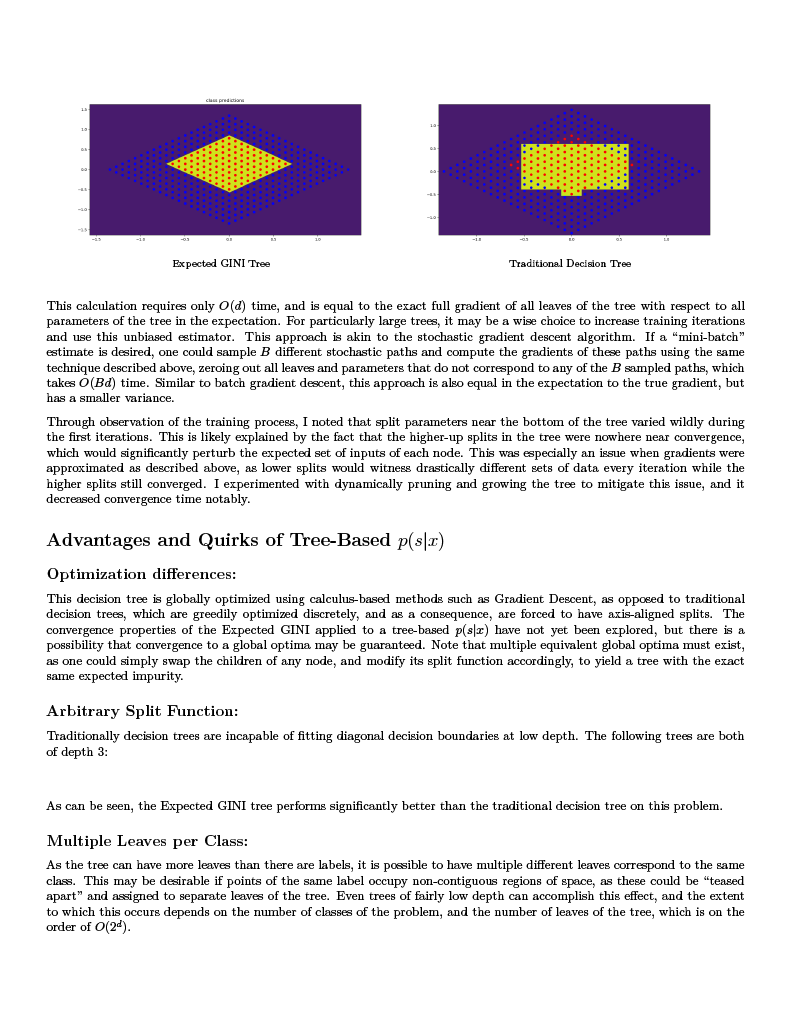 class predictions
1.5
1.0
0.5
0.0
−0.5
−1.0
−1.5
−1.5 −1.0 −0.5 0.0 0.5 1.0
Expected GINI Tree
1.0
0.5
0.0
−0.5
−1.0
−1.0 −0.5 0.0 0.5 1.0
Traditional Decision Tree
This calculation requires only O(d) time, and is equal to the exact full gradient of all leaves of the tree with respect to all
parameters of the tree in the expectation. For particularly large trees, it may be a wise choice to increase training iterations
and use this unbiased estimator. This approach is akin to the stochastic gradient descent algorithm. If a “mini-batch”
estimate is desired, one could sample B different stochastic paths and compute the gradients of these paths using the same
technique described above, zeroing out all leaves and parameters that do not correspond to any of the B sampled paths, which
takes O(Bd) time. Similar to batch gradient descent, this approach is also equal in the expectation to the true gradient, but
has a smaller variance.
Through observation of the training process, I noted that split parameters near the bottom of the tree varied wildly during
the first iterations. This is likely explained by the fact that the higher-up splits in the tree were nowhere near convergence,
which would significantly perturb the expected set of inputs of each node. This was especially an issue when gradients were
approximated as described above, as lower splits would witness drastically different sets of data every iteration while the
higher splits still converged. I experimented with dynamically pruning and growing the tree to mitigate this issue, and it
decreased convergence time notably.
Advantages and Quirks of Tree-Based p(s|x)
Optimization differences:
This decision tree is globally optimized using calculus-based methods such as Gradient Descent, as opposed to traditional
decision trees, which are greedily optimized discretely, and as a consequence, are forced to have axis-aligned splits. The
convergence properties of the Expected GINI applied to a tree-based p(s|x) have not yet been explored, but there is a
possibility that convergence to a global optima may be guaranteed. Note that multiple equivalent global optima must exist,
as one could simply swap the children of any node, and modify its split function accordingly, to yield a tree with the exact
same expected impurity.
Arbitrary Split Function:
Traditionally decision trees are incapable of fitting diagonal decision boundaries at low depth. The following trees are both
of depth 3:
As can be seen, the Expected GINI tree performs significantly better than the traditional decision tree on this problem.
Multiple Leaves per Class:
As the tree can have more leaves than there are labels, it is possible to have multiple different leaves correspond to the same
class. This may be desirable if points of the same label occupy non-contiguous regions of space, as these could be “teased
apart” and assigned to separate leaves of the tree. Even trees of fairly low depth can accomplish this effect, and the extent
to which this occurs depends on the number of classes of the problem, and the number of leaves of the tree, which is on the
order of O(2^d).